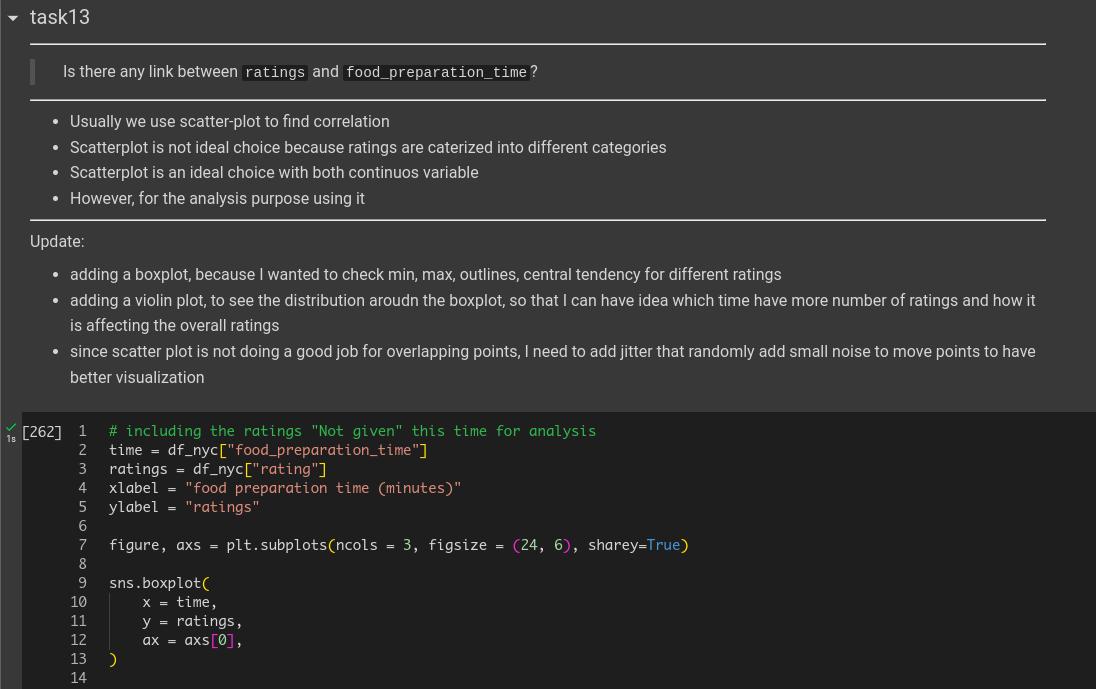 task13
Is there any link between ratings and food_preparation_time?
• Usually we use scatter-plot to find correlation
• Scatterplot is not ideal choice because ratings are caterized into different categories
• Scatterplot is an ideal choice with both continuos variable
• However, for the analysis purpose using it
Update:
• adding a boxplot, because I wanted to check min, max, outlines, central tendency for different ratings
• adding a violin plot, to see the distribution aroudn the boxplot, so that I can have idea which time have more number of ratings and how it
is affecting the overall ratings
• since scatter plot is not doing a good job for overlapping points, I need to add jitter that randomly add small noise to move points to have
better visualization
1s [262] 1 # including the ratings "Not given" this time for analysis
2 time = df_nyc["food_preparation_time"]
3 ratings = df_nyc["rating"]
4 xlabel = "food preparation time (minutes)"
5 ylabel = "ratings"
6
7 figure, axs = plt.subplots(ncols = 3, figsize = (24, 6), sharey=True)
8
9 sns.boxplot(
10     x = time,
11     y = ratings,
12     ax = axs[0],
13 )
14